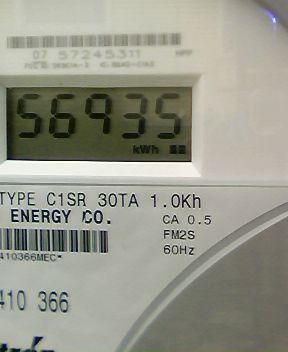 07 57245311
56935
kWh
TYPE C1SR 30TA 1.0Kh
ENERGY CO.
CA 0.5
FM2S
60Hz
410366MEC*
410 366